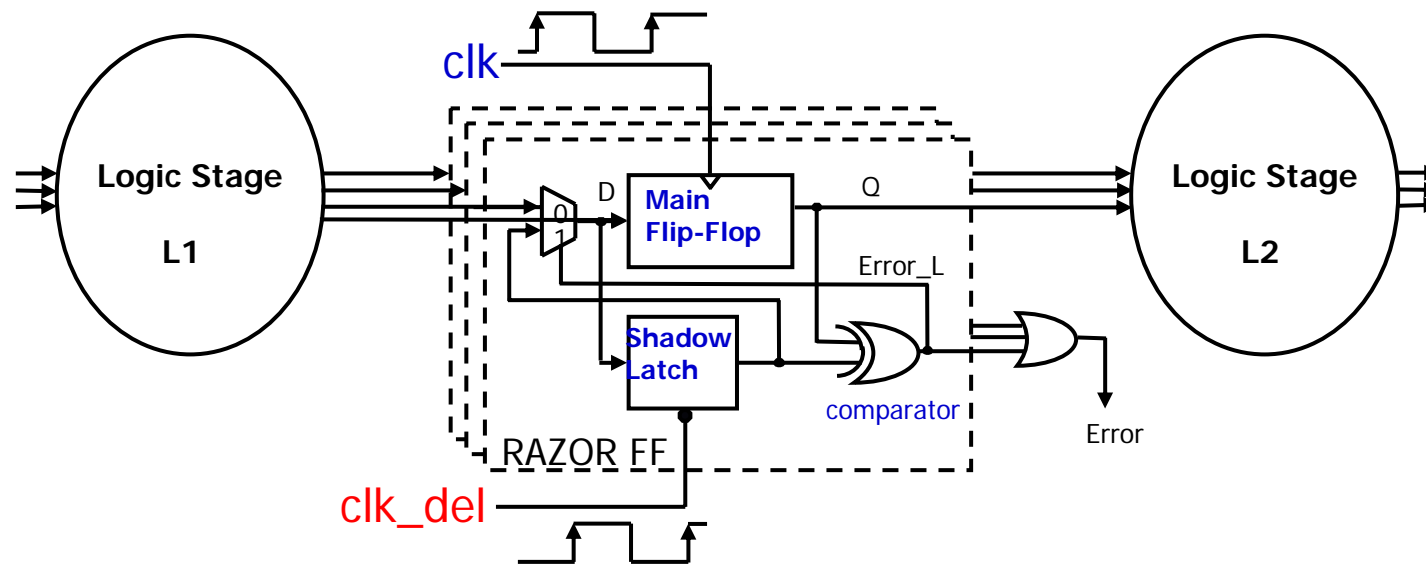 clk
Logic Stage
L1
D
0
1
Main
Flip-Flop
Q
Logic Stage
L2
Error_L
Shadow
Latch
comparator
Error
RAZOR FF
clk_del